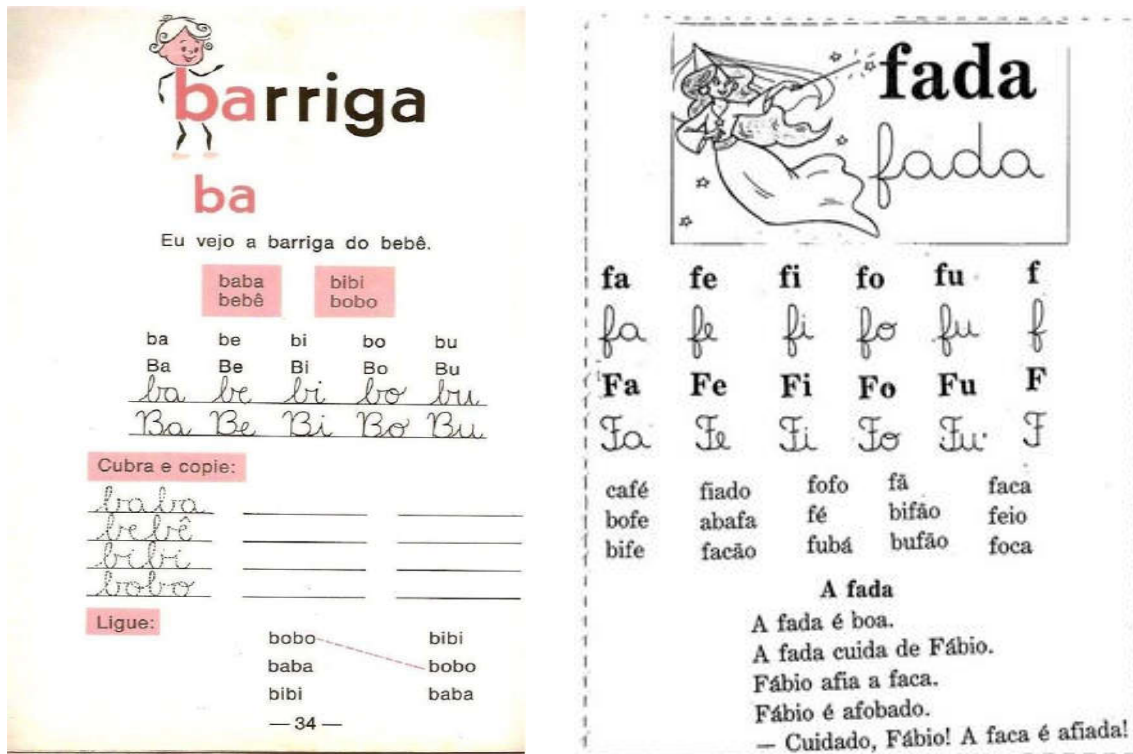 barriga
ba
Eu vejo a barriga do bebê.
baba bibi
bebê bobo
ba be bi bo bu
Ba Be Bi Bo Bu
ba be bi bo bu
Ba Be Bi Bo Bu
Cubra e copie:
baba
bebê
bibi
bobo
Ligue:
bobo bibi
baba bobo
bibi baba
— 34 —
fada
fada
fa fe fi fo fu f
fa fe fi fo fu f
Fa Fe Fi Fo Fu F
Fa Fe Fi Fo Fu F
café fiado fofo fã faca
bofe abafa fé bifão feio
bife facão fubá bufão foca
A fada
A fada é boa.
A fada cuida de Fábio.
Fábio afia a faca.
Fábio é afobado.
— Cuidado, Fábio! A faca é afiada!